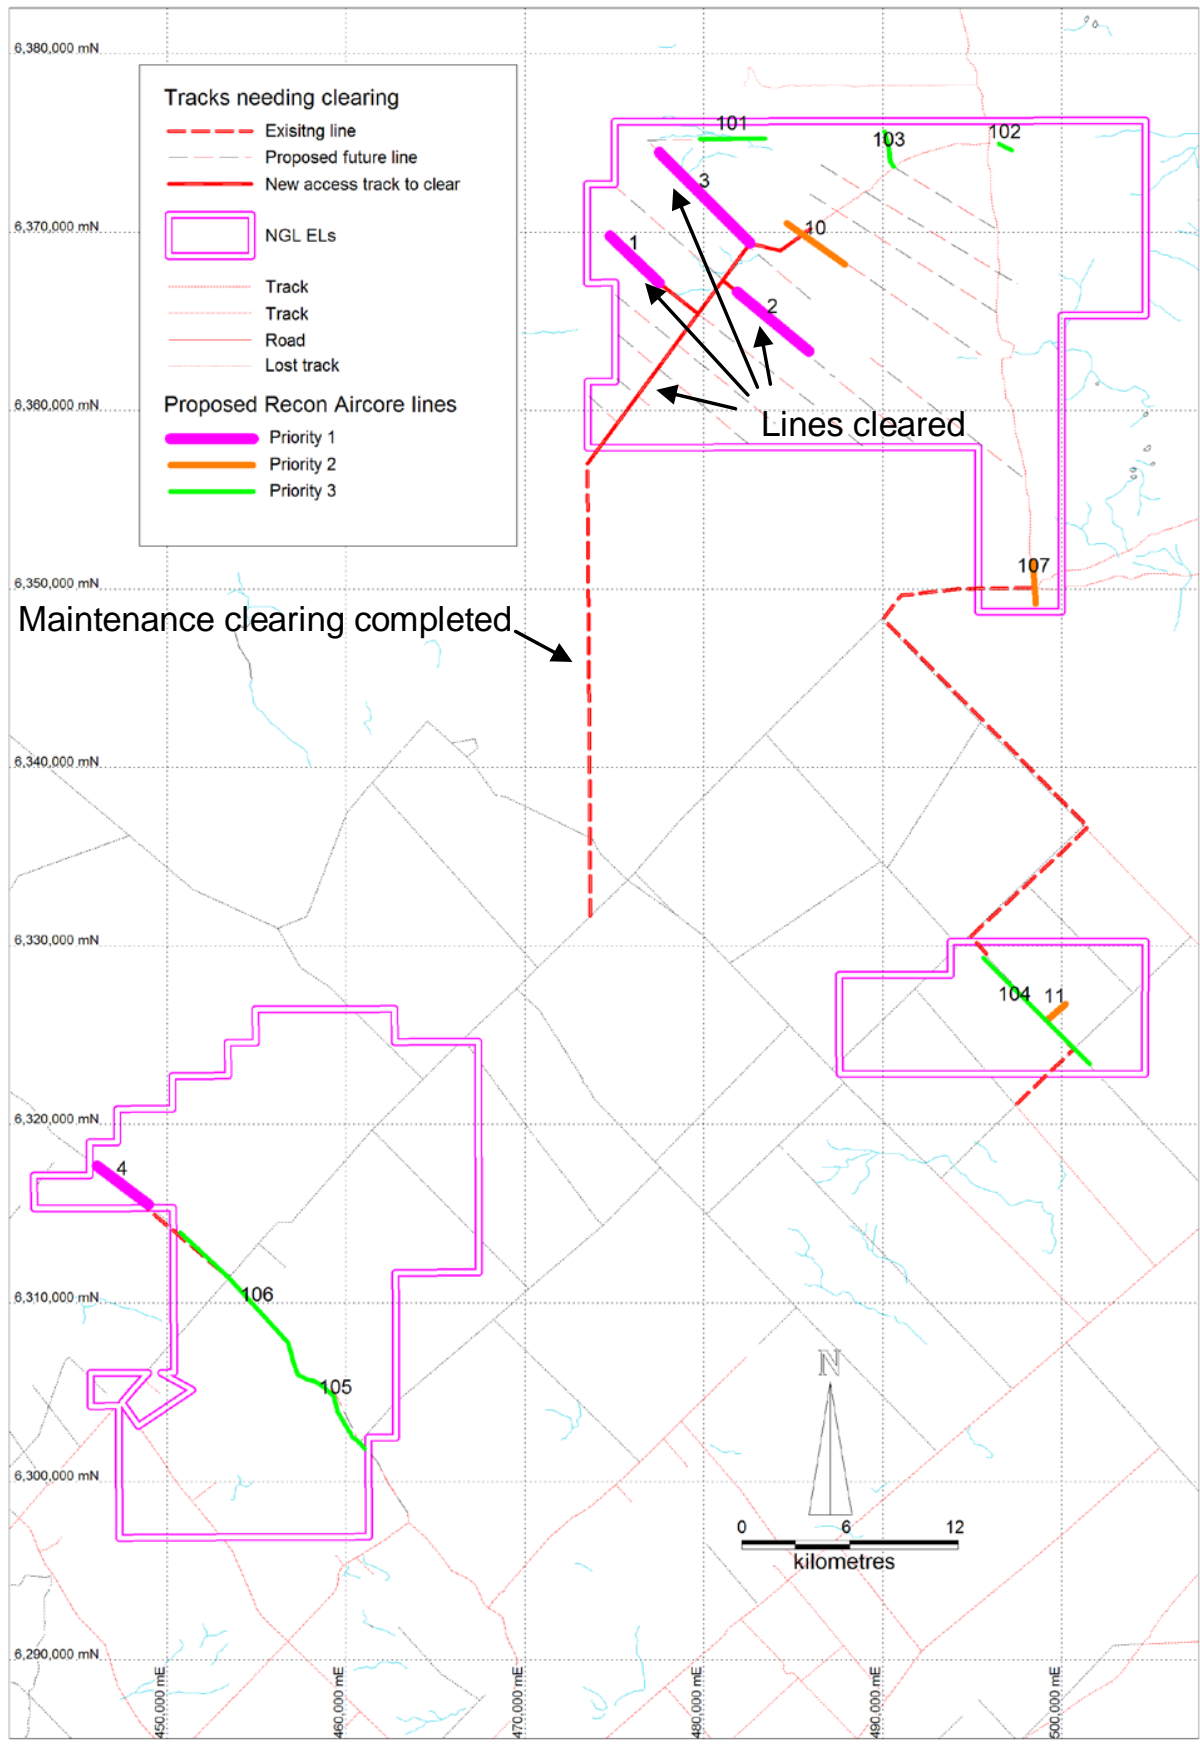 6,380,000 mN
Tracks needing clearing
Exisitng line
Proposed future line
New access track to clear
NGL ELs
Track
Track
Road
Lost track
Proposed Recon Aircore lines
Priority 1
Priority 2
Priority 3
101
103
102
3
6,370,000 mN
10
1
2
6,360,000 mN
Lines cleared
107
6,350,000 mN
Maintenance clearing completed
6,340,000 mN
6,330,000 mN
104
11
6,320,000 mN
4
6,310,000 mN
106
105
N
6,300,000 mN
0
6
12
kilometres
6,290,000 mN
450,000 mE
460,000 mE
470,000 mE
480,000 mE
490,000 mE
500,000 mE